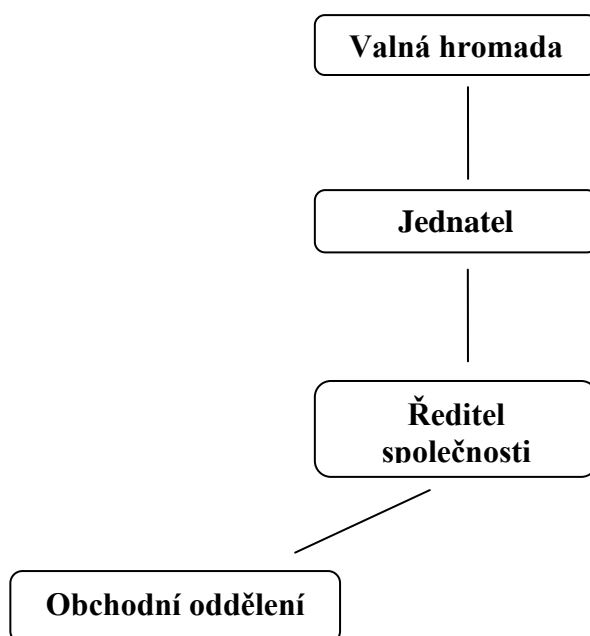 Valná hromada
Jednatel
Ředitel
společnosti
Obchodní oddělení